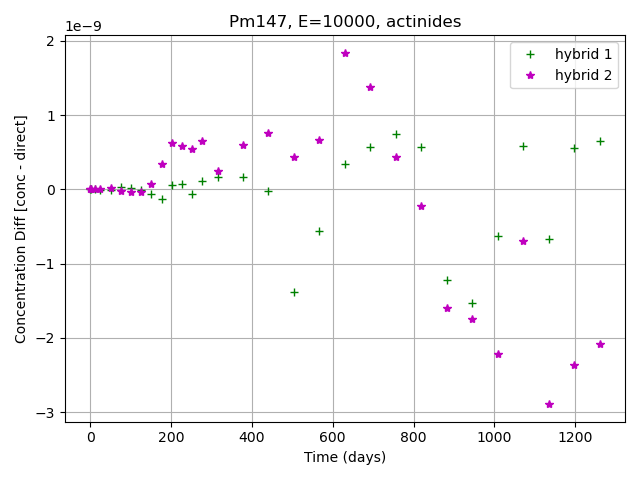 Pm147, E=10000, actinides
1e−9
hybrid 1
hybrid 2
2
1
0
−1
−2
−3
Concentration Diff [conc - direct]
0
200
400
600
800
1000
1200
Time (days)